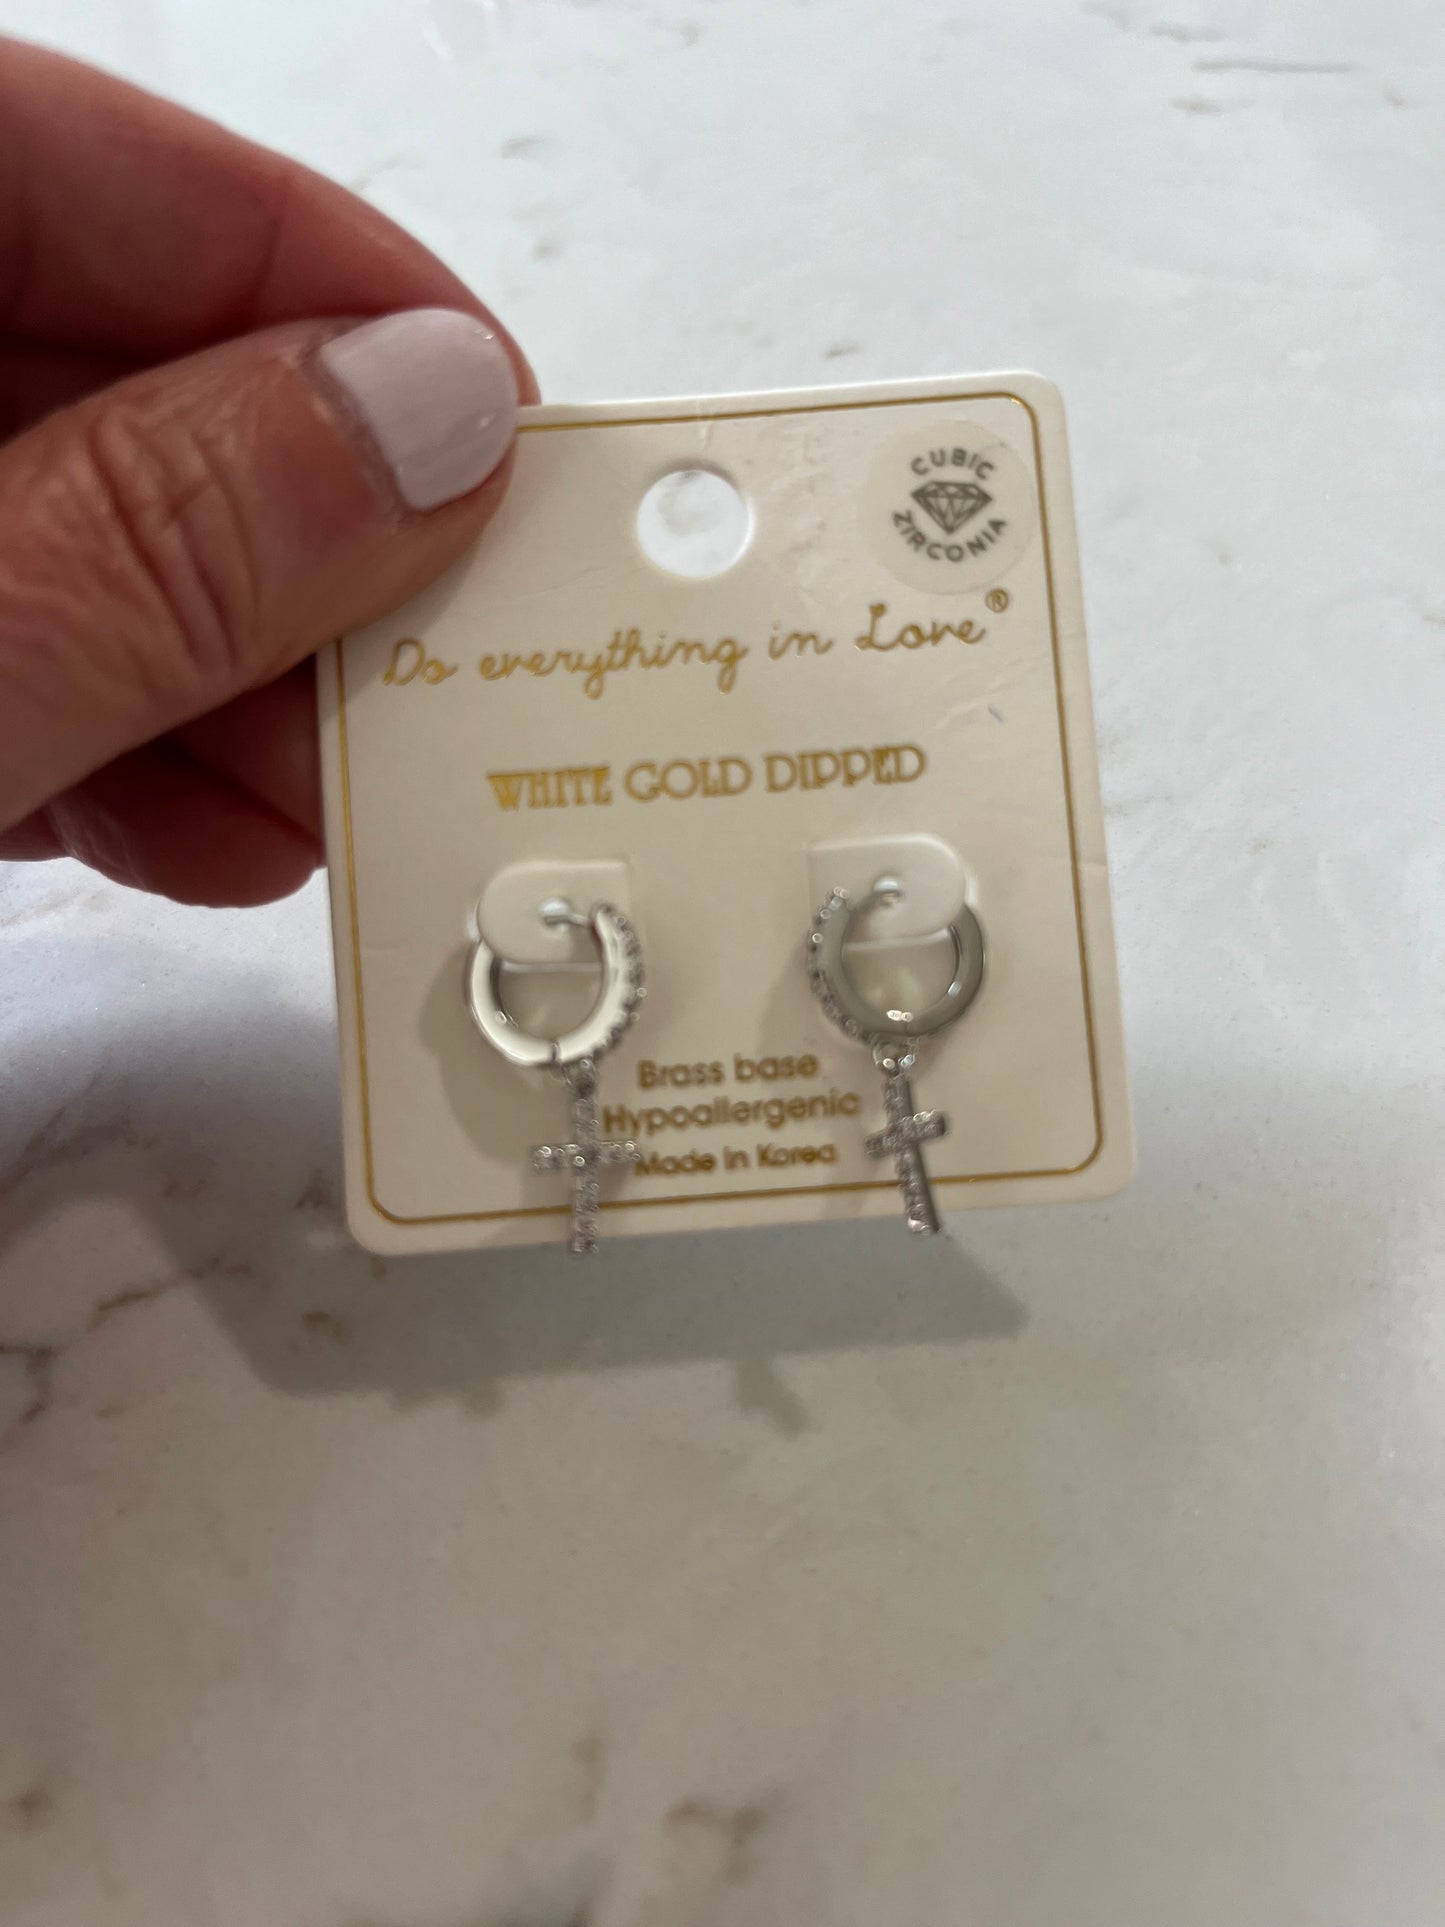 CUBIC
ZIRCONIA
Do everything in Love®
WHITE GOLD DIPPED
Brass base
Hypoallergenic
Made in Korea